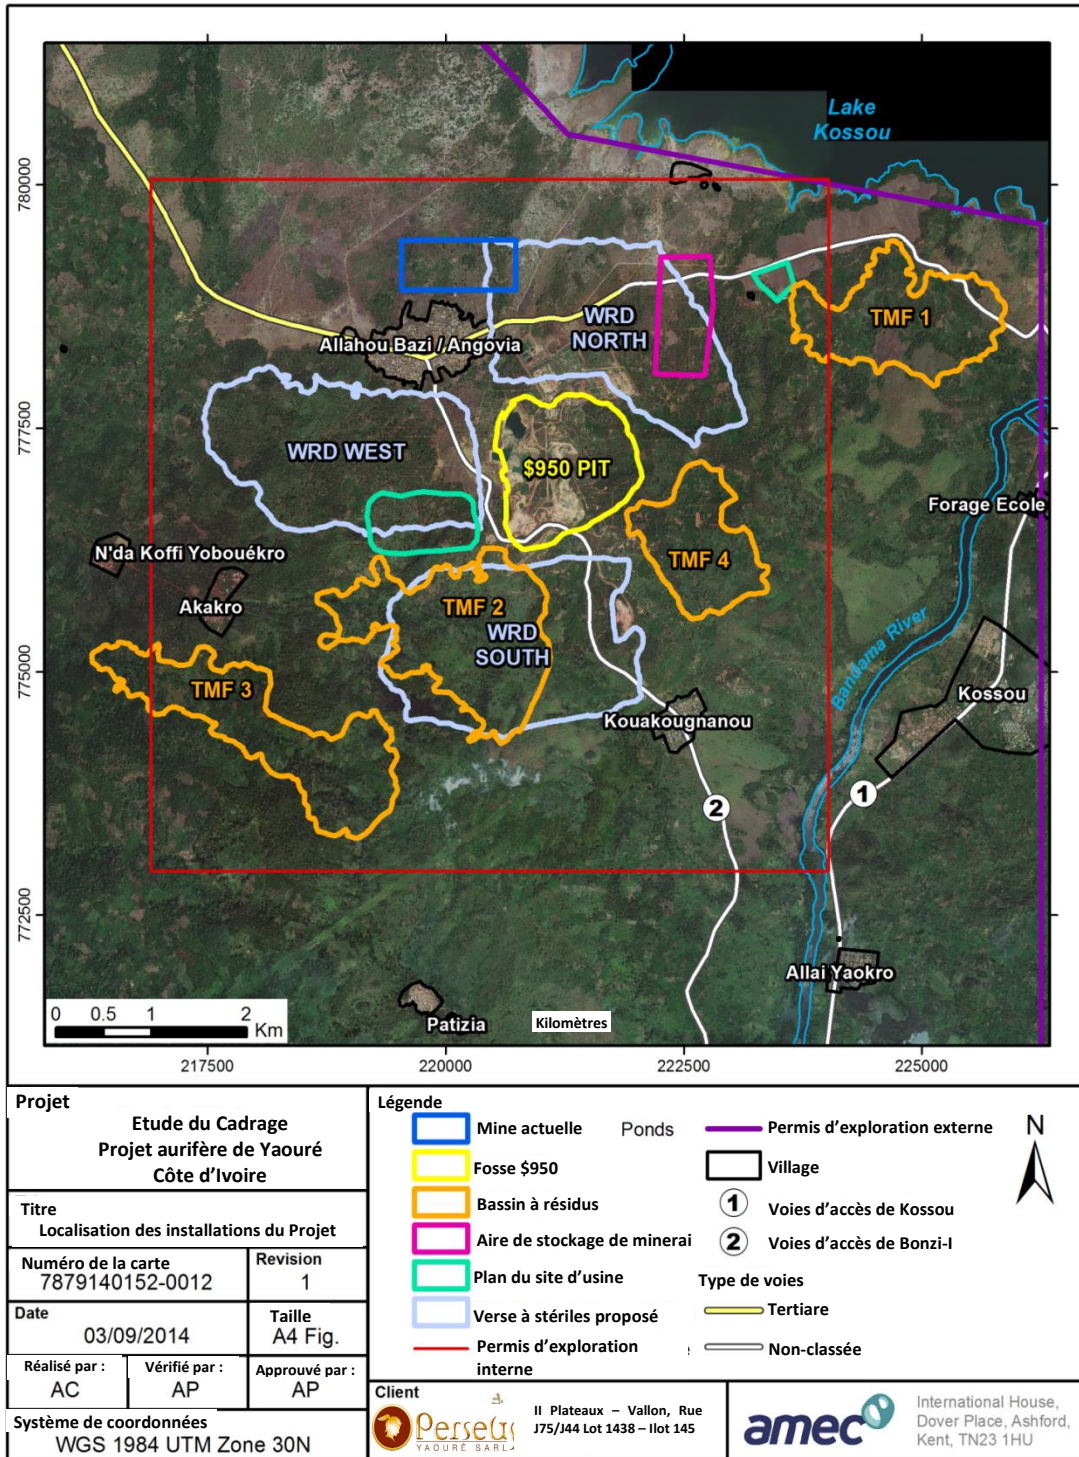 Lake
Kossou
780000
777500
775000
772500
WRD
NORTH
TMF 1
Allahou Bazi / Angovia
WRD WEST
$950 PIT
Forage Ecole
N'da Koffi Yobouékro
TMF 4
Akakro
TMF 2
WRD
SOUTH
Bandama River
TMF 3
Kossou
Kouakougnanou
2
1
Allai Yaokro
Patizia
0 0.5 1 2
Km
Kilomètres
217500 220000 222500 225000
Projet
Etude du Cadrage
Projet aurifère de Yaouré
Côte d'Ivoire
Titre
Localisation des installations du Projet
Numéro de la carte
7879140152-0012
Revision
1
Date
03/09/2014
Taille
A4 Fig.
Réalisé par :
AC
Vérifié par :
AP
Approuvé par :
AP
Système de coordonnées
WGS 1984 UTM Zone 30N
Légende
Mine actuelle
Ponds
Fosse $950
Bassin à résidus
Aire de stockage de minerai
Plan du site d'usine
Verse à stériles proposé
Permis d'exploration
interne
Permis d'exploration externe
Village
1 Voies d'accès de Kossou
2 Voies d'accès de Bonzi-I
Type de voies
Tertiare
Non-classée
N
Client
Perseus
YAOURÉ SARL
II Plateaux – Vallon, Rue
J75/J44 Lot 1438 – Ilot 145
amec
International House,
Dover Place, Ashford,
Kent, TN23 1HU